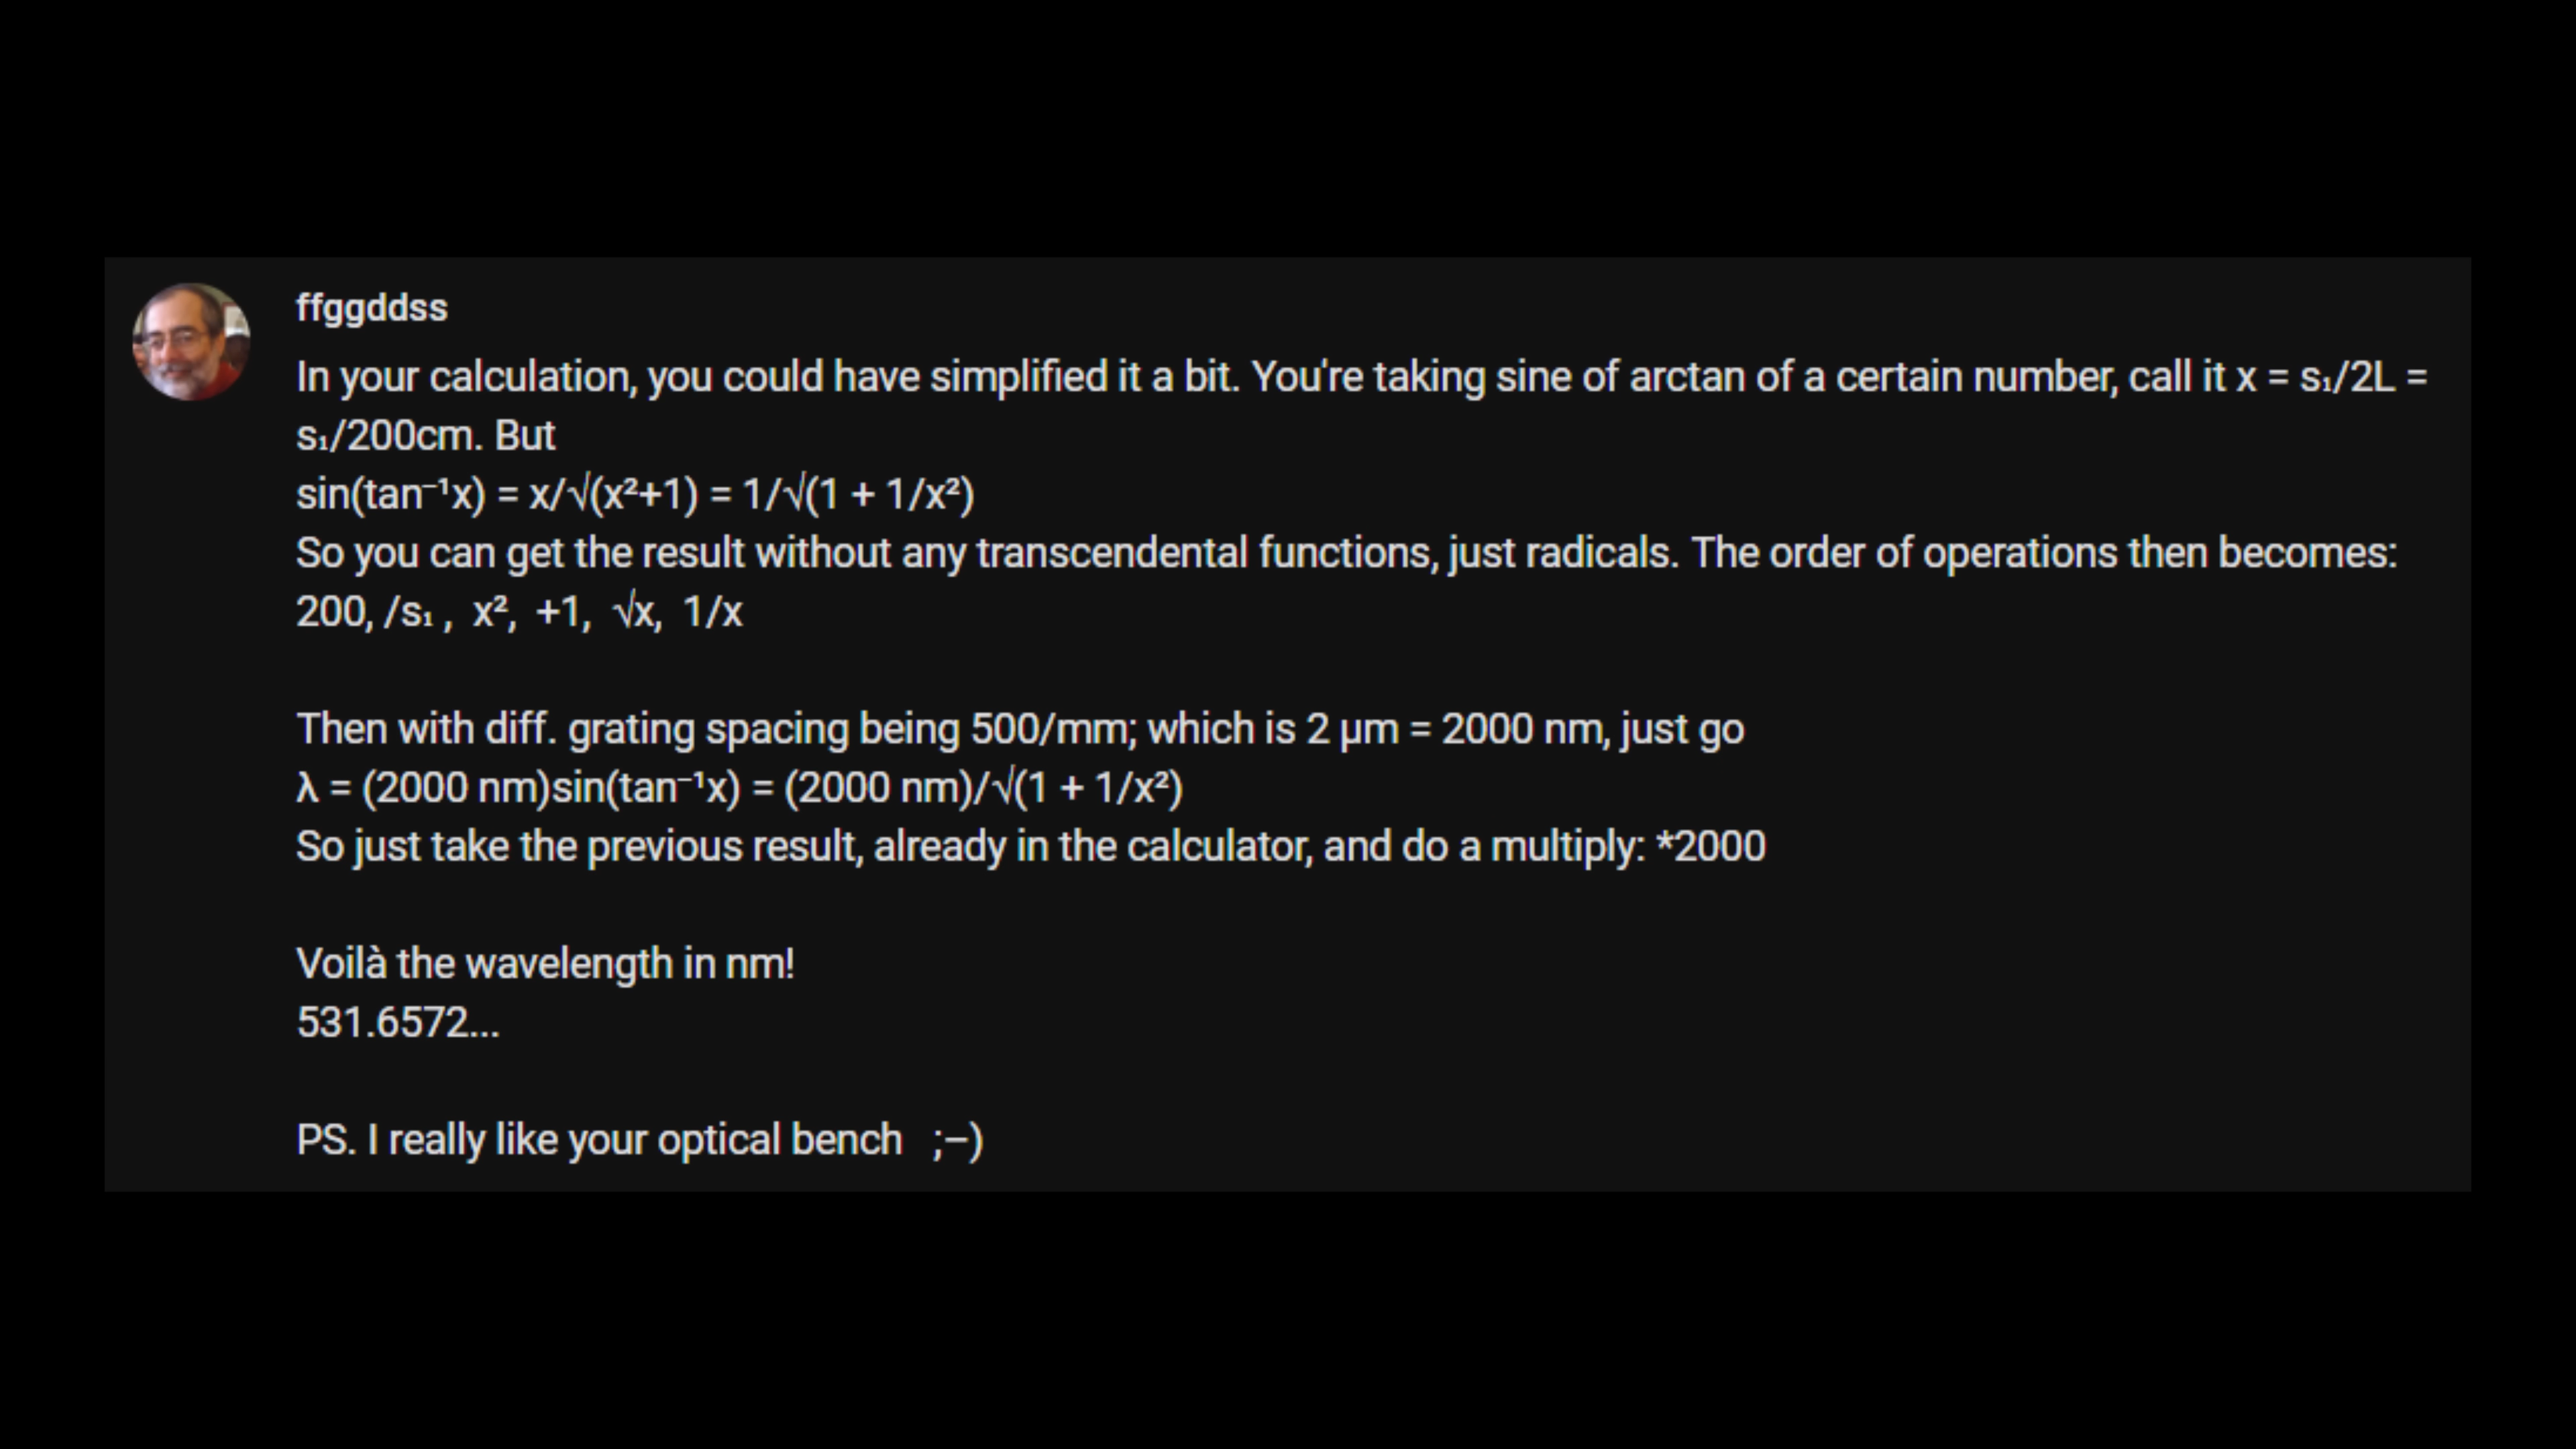 ffggddss
In your calculation, you could have simplified it a bit. You're taking sine of arctan of a certain number, call it x = s₁/2L =
s₁/200cm. But
sin(tan⁻¹x) = x/√(x²+1) = 1/√(1 + 1/x²)
So you can get the result without any transcendental functions, just radicals. The order of operations then becomes:
200, /s₁ , x², +1, √x, 1/x
Then with diff. grating spacing being 500/mm; which is 2 µm = 2000 nm, just go
λ = (2000 nm)sin(tan⁻¹x) = (2000 nm)/√(1 + 1/x²)
So just take the previous result, already in the calculator, and do a multiply: *2000
Voilà the wavelength in nm!
531.6572...
PS. I really like your optical bench ;–)